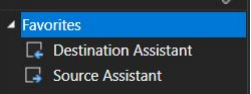 Favorites
Destination Assistant
Source Assistant